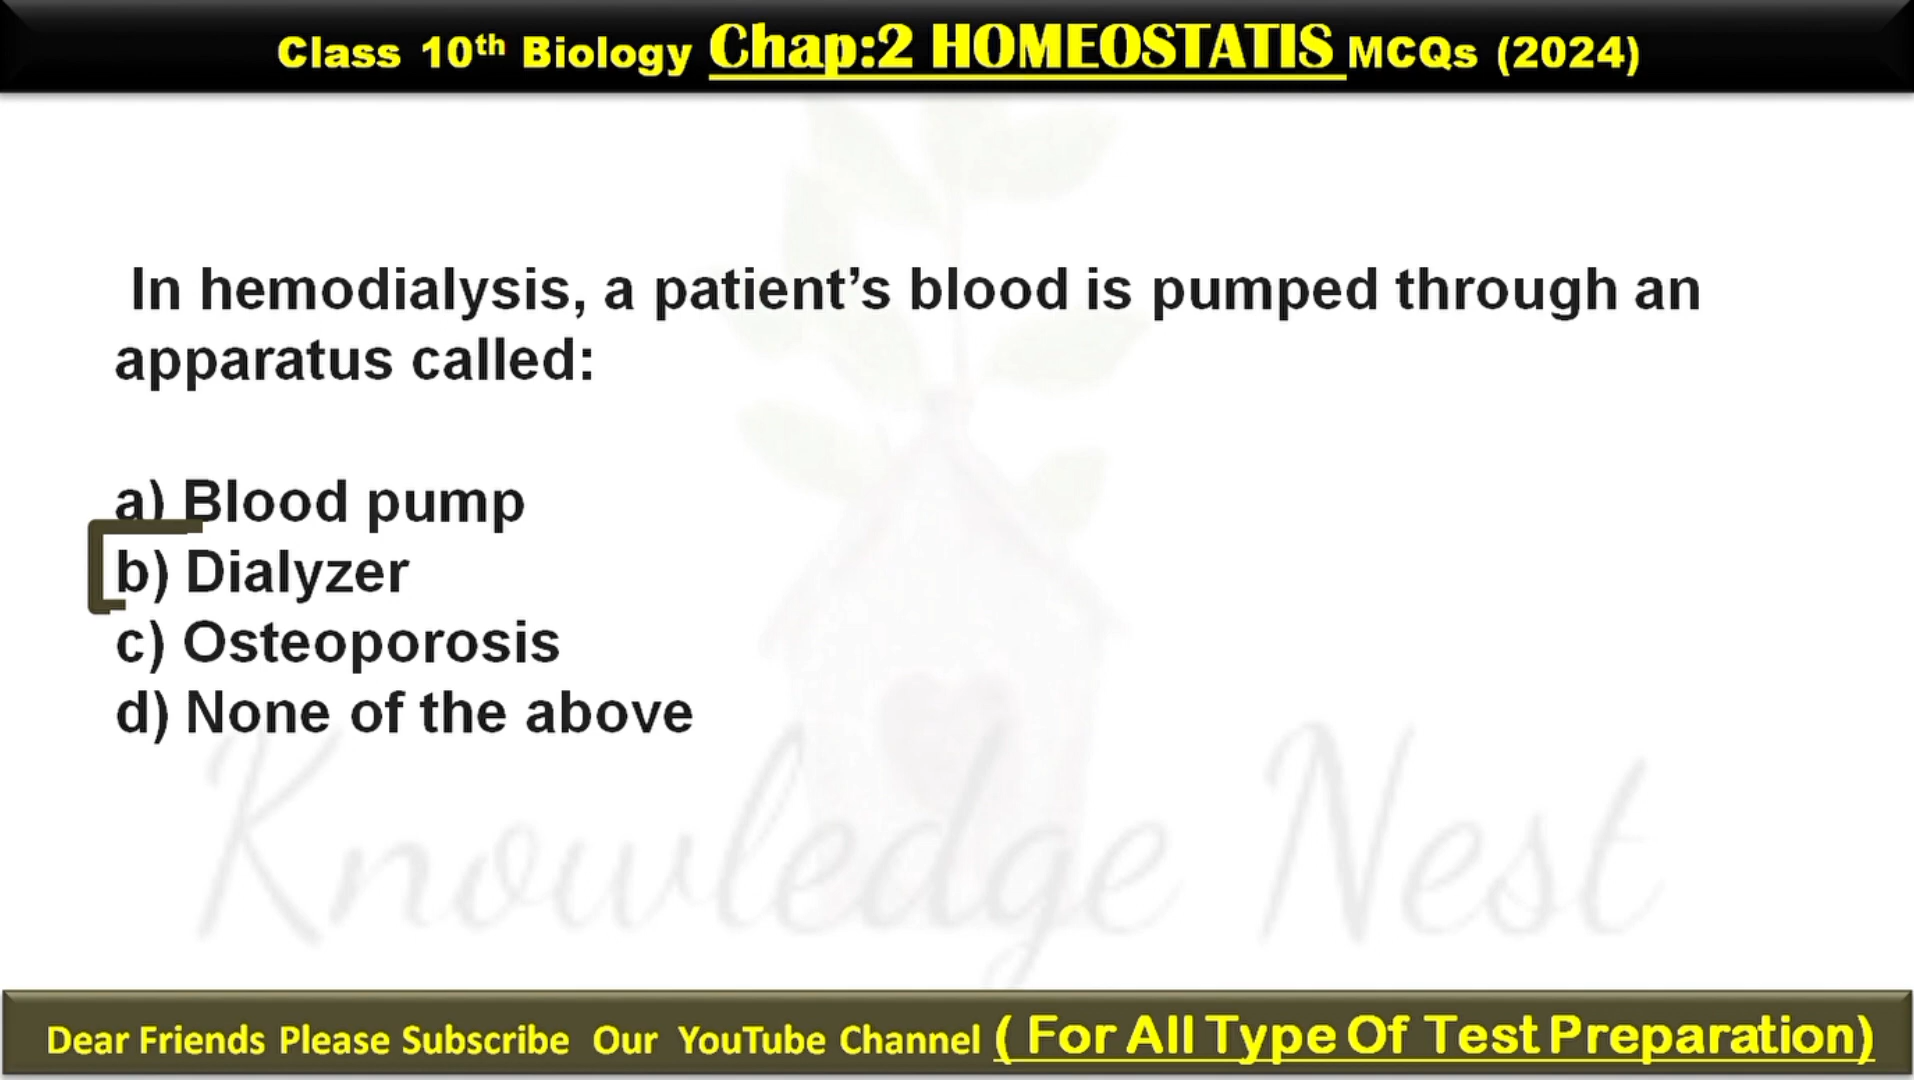 Class 10th Biology Chap:2 HOMEOSTATIS MCQs (2024)
In hemodialysis, a patient’s blood is pumped through an
apparatus called:
a) Blood pump
b) Dialyzer
c) Osteoporosis
d) None of the above
Knowledge Nest
Dear Friends Please Subscribe Our YouTube Channel ( For All Type Of Test Preparation)